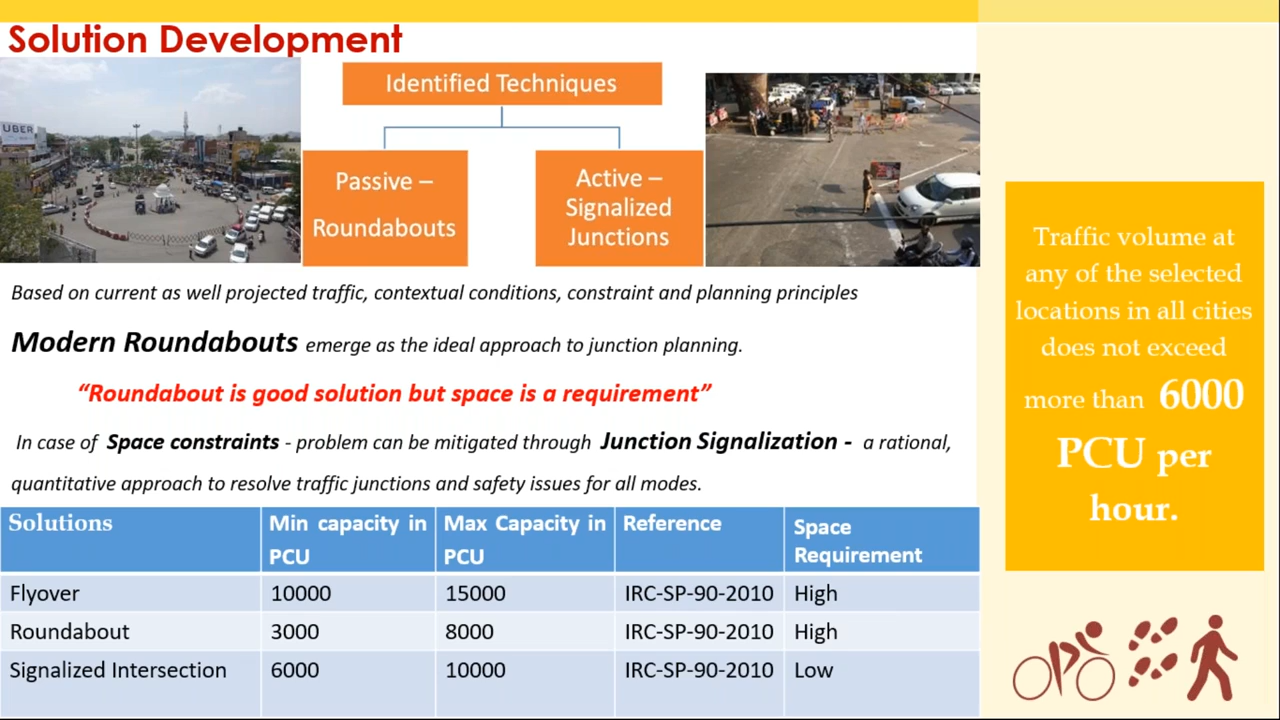 Solution Development
UBER
Identified Techniques
Passive –
Roundabouts
Active –
Signalized
Junctions
Based on current as well projected traffic, contextual conditions, constraint and planning principles
Modern Roundabouts emerge as the ideal approach to junction planning.
“Roundabout is good solution but space is a requirement”
In case of Space constraints - problem can be mitigated through Junction Signalization - a rational,
quantitative approach to resolve traffic junctions and safety issues for all modes.
Solutions Min capacity in PCU Max Capacity in PCU Reference Space Requirement
Flyover 10000 15000 IRC-SP-90-2010 High
Roundabout 3000 8000 IRC-SP-90-2010 High
Signalized Intersection 6000 10000 IRC-SP-90-2010 Low
Traffic volume at
any of the selected
locations in all cities
does not exceed
more than 6000
PCU per
hour.